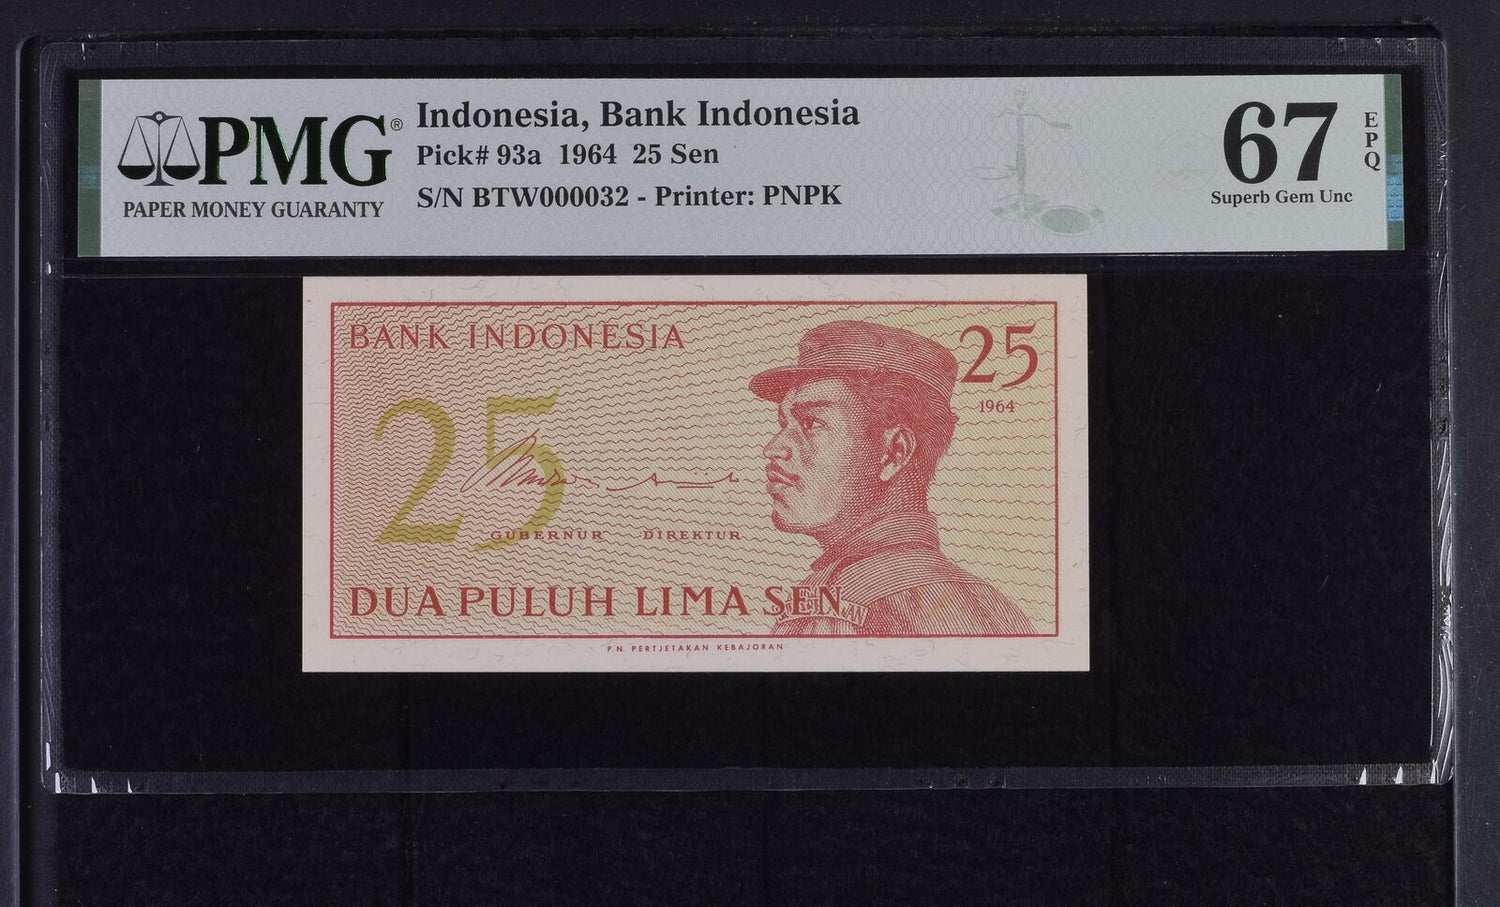 PMG®
PAPER MONEY GUARANTY
Indonesia, Bank Indonesia
Pick# 93a 1964 25 Sen
S/N BTW000032 - Printer: PNPK
67
EPQ
Superb Gem Unc
BANK INDONESIA
25
1964
25
GUBERNUR DIREKTUR
DUA PULUH LIMA SEN
P.N. PERTJETAKAN KEBAJORAN